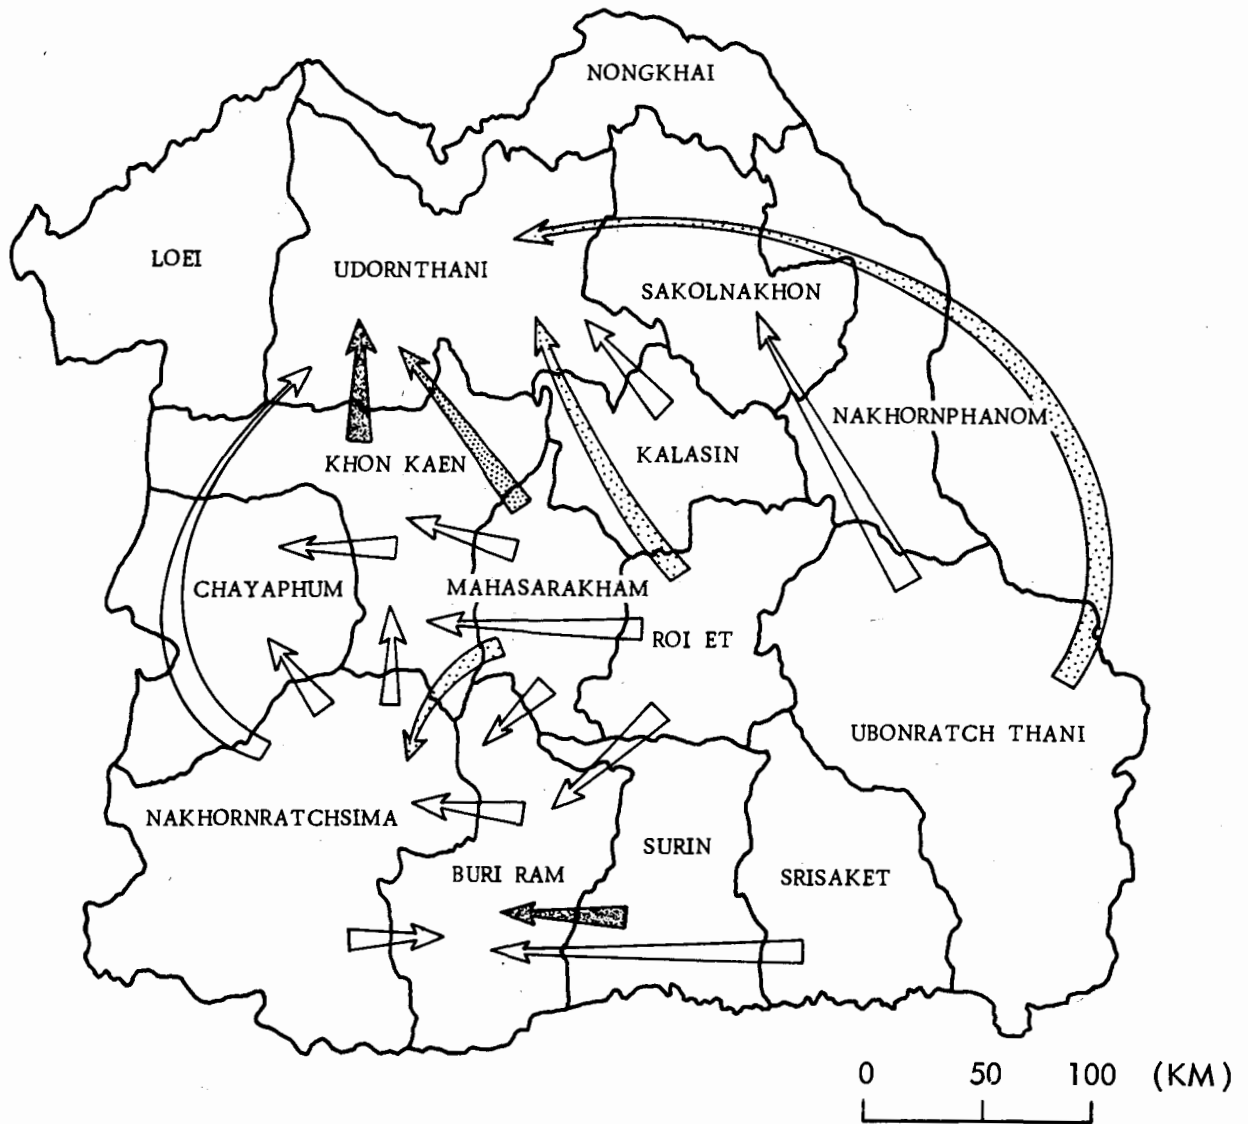 NONGKHAI
LOEI
UDORNTHANI
SAKOLNAKHON
NAKHORNPHANOM
KHON KAEN
KALASIN
CHAYAPHUM
MAHASARAKHAM
ROI ET
UBONRATCH THANI
NAKHORNRATCHSIMA
SURIN
BURI RAM
SRISAKET
0 50 100 (KM)